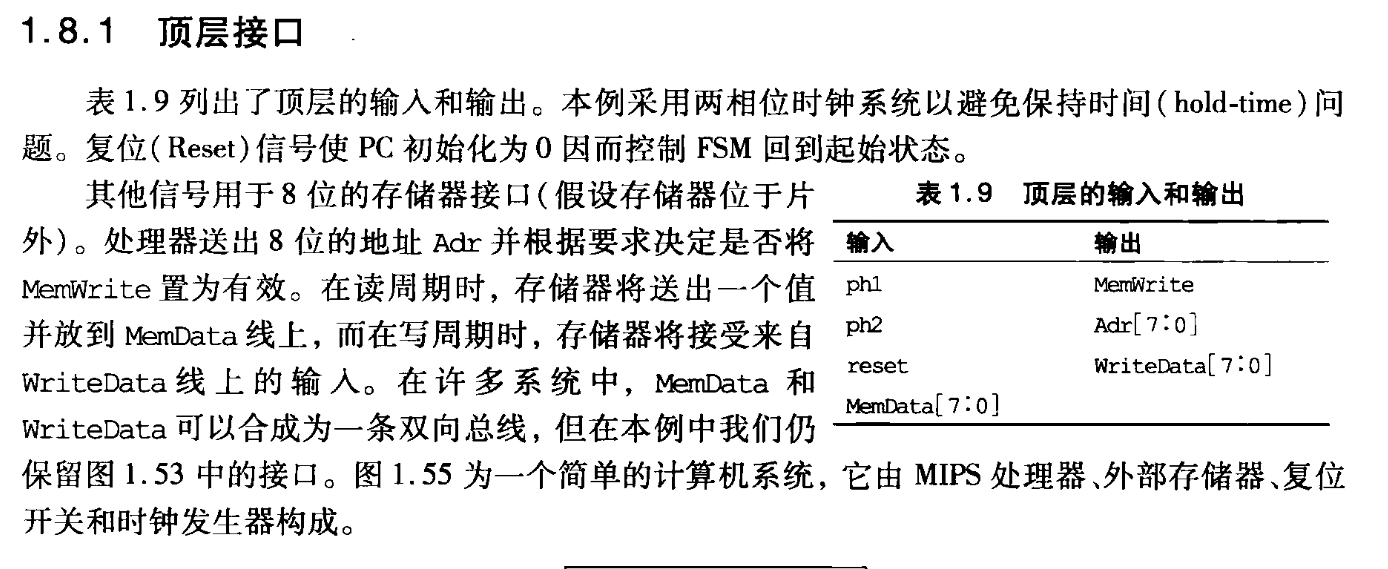 1.8.1 顶层接口
表 1.9 列出了顶层的输入和输出。本例采用两相位时钟系统以避免保持时间(hold-time)问
题。复位(Reset)信号使 PC 初始化为 0 因而控制 FSM 回到起始状态。
其他信号用于 8 位的存储器接口(假设存储器位于片
外)。处理器送出 8 位的地址 Adr 并根据要求决定是否将
MemWrite 置为有效。在读周期时，存储器将送出一个值
并放到 MemData 线上，而在写周期时，存储器将接受来自
WriteData 线上的输入。在许多系统中，MemData 和
WriteData 可以合成为一条双向总线，但在本例中我们仍
保留图 1.53 中的接口。图 1.55 为一个简单的计算机系统，它由 MIPS 处理器、外部存储器、复位
开关和时钟发生器构成。
表 1.9 顶层的输入和输出
输入 输出
ph1 MemWrite
ph2 Adr[7:0]
reset WriteData[7:0]
MemData[7:0]